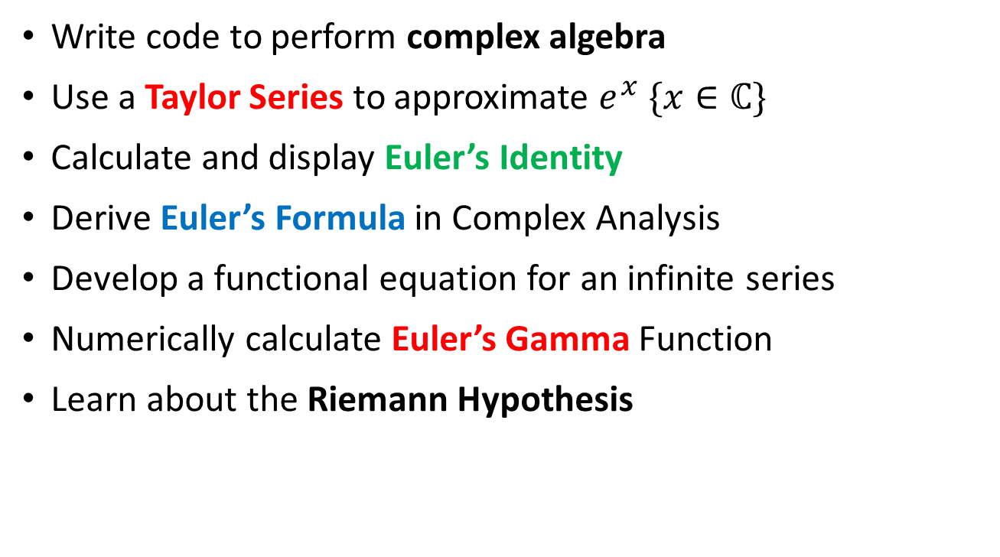 • Write code to perform complex algebra
• Use a Taylor Series to approximate 𝑒ˣ {𝑥 ∈ ℂ}
• Calculate and display Euler’s Identity
• Derive Euler’s Formula in Complex Analysis
• Develop a functional equation for an infinite series
• Numerically calculate Euler’s Gamma Function
• Learn about the Riemann Hypothesis